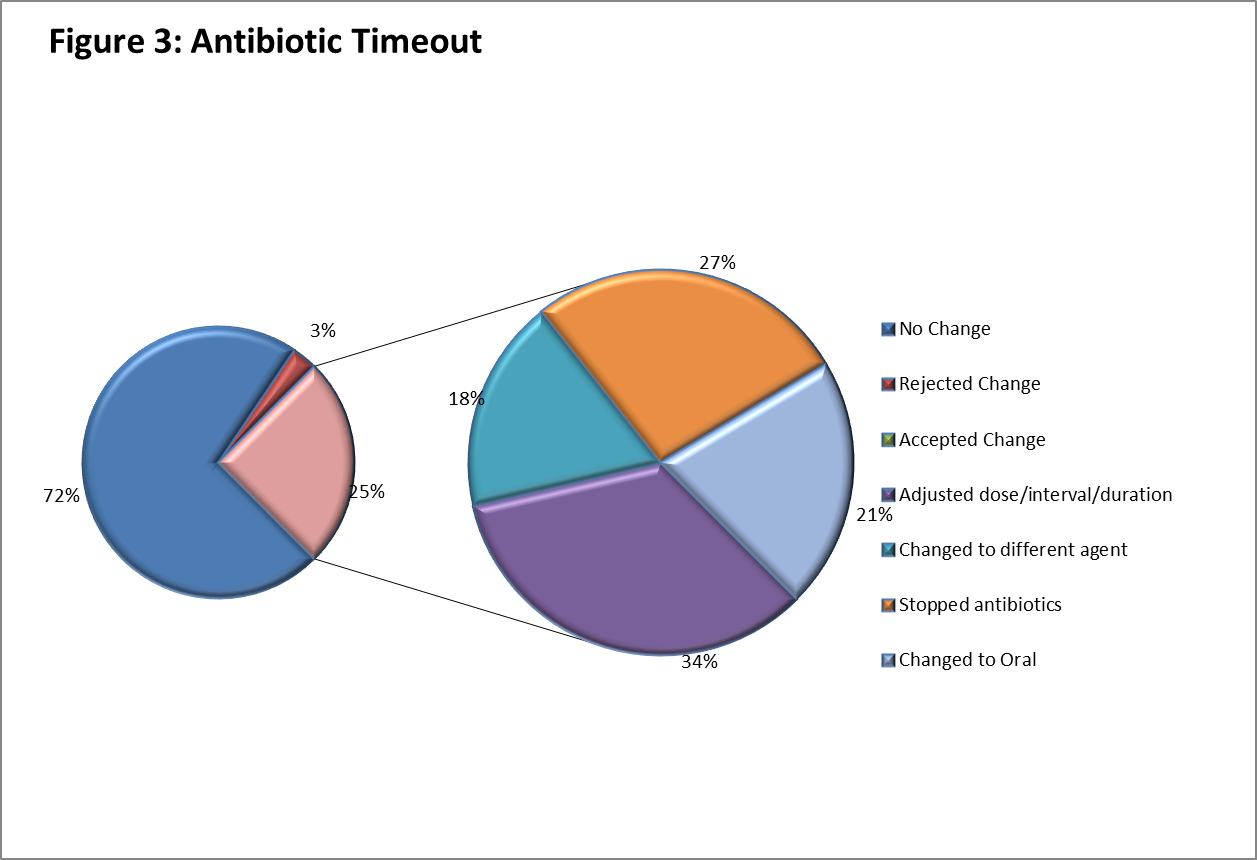 Figure 3: Antibiotic Timeout
27%
3%
18%
72%
25%
21%
34%
No Change
Rejected Change
Accepted Change
Adjusted dose/interval/duration
Changed to different agent
Stopped antibiotics
Changed to Oral